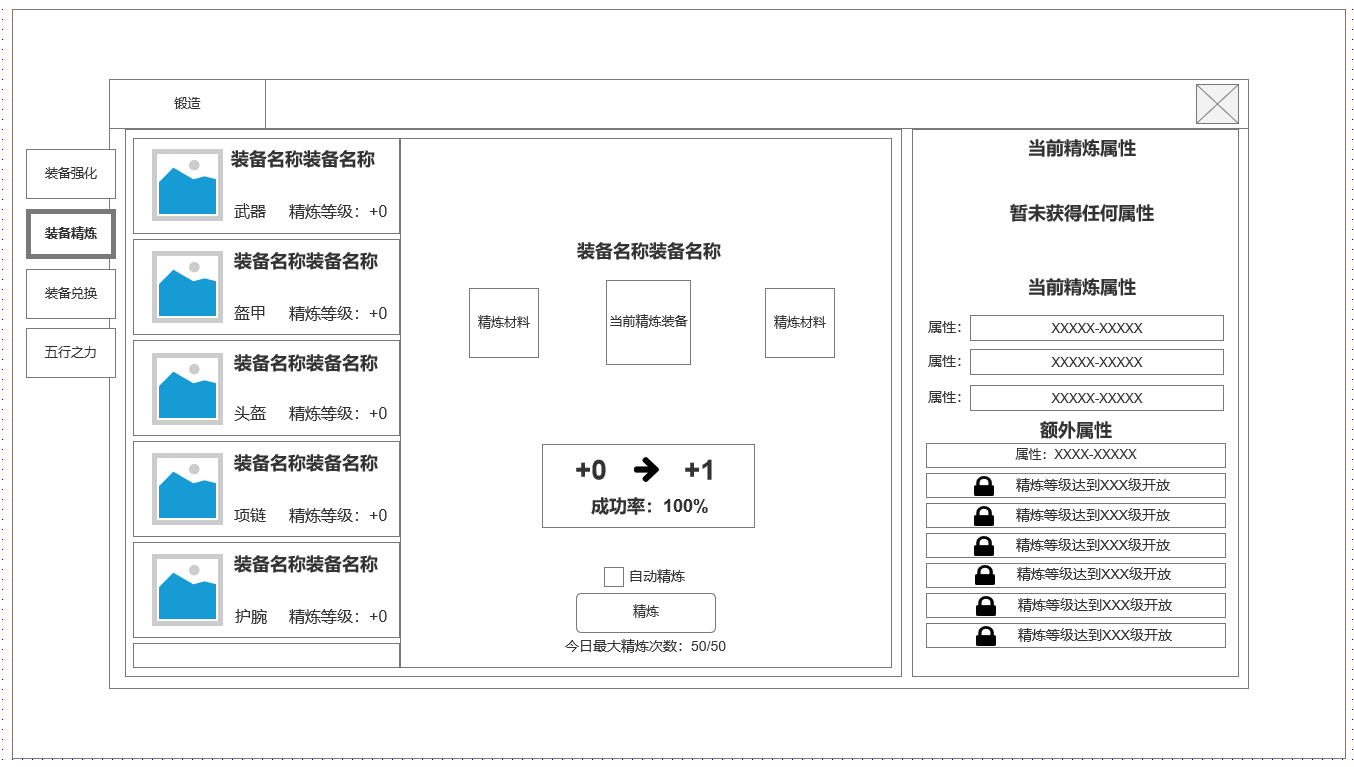 锻造
装备强化
装备精炼
装备兑换
五行之力
装备名称装备名称
武器 精炼等级：+0
装备名称装备名称
盔甲 精炼等级：+0
装备名称装备名称
头盔 精炼等级：+0
装备名称装备名称
项链 精炼等级：+0
装备名称装备名称
护腕 精炼等级：+0
装备名称装备名称
精炼材料 当前精炼装备 精炼材料
+0 +1
成功率：100%
自动精炼
精炼
今日最大精炼次数：50/50
当前精炼属性
暂未获得任何属性
当前精炼属性
属性： XXXXX-XXXXX
属性： XXXXX-XXXXX
属性： XXXXX-XXXXX
额外属性
属性：XXXX-XXXXX
精炼等级达到XXX级开放
精炼等级达到XXX级开放
精炼等级达到XXX级开放
精炼等级达到XXX级开放
精炼等级达到XXX级开放
精炼等级达到XXX级开放